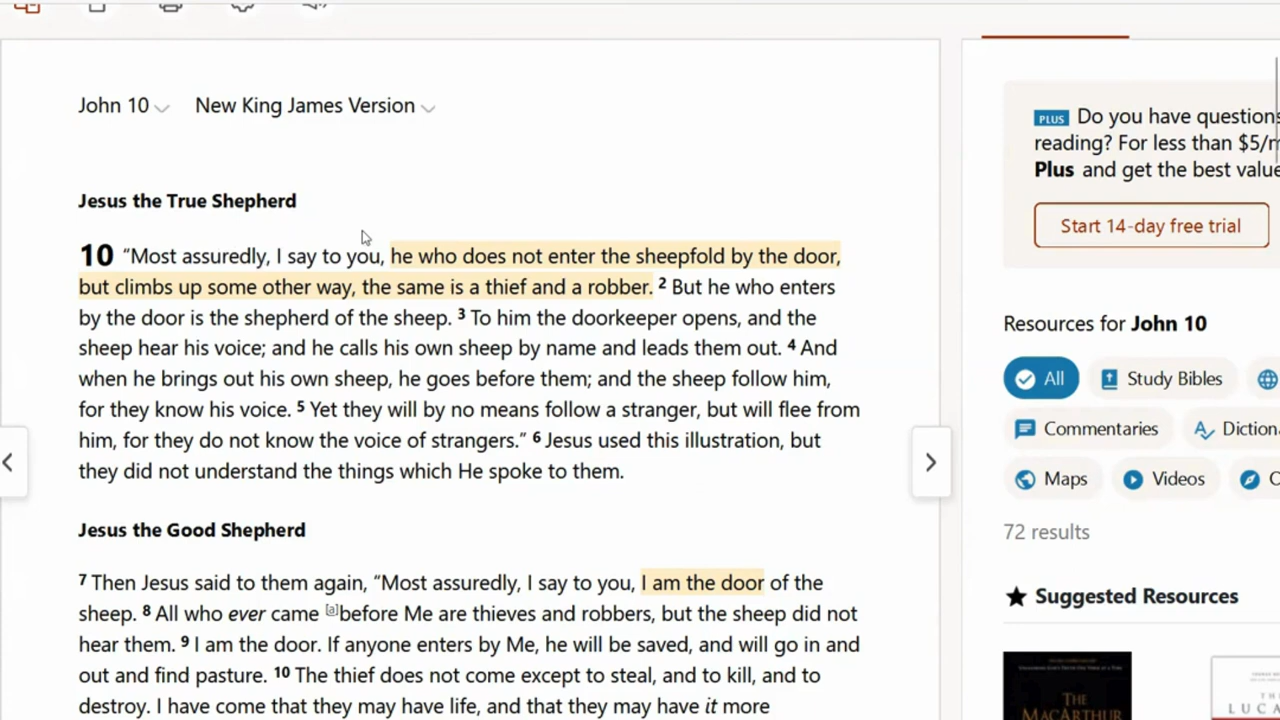 John 10 New King James Version
Jesus the True Shepherd
10 “Most assuredly, I say to you, he who does not enter the sheepfold by the door,
but climbs up some other way, the same is a thief and a robber. 2 But he who enters
by the door is the shepherd of the sheep. 3 To him the doorkeeper opens, and the
sheep hear his voice; and he calls his own sheep by name and leads them out. 4 And
when he brings out his own sheep, he goes before them; and the sheep follow him,
for they know his voice. 5 Yet they will by no means follow a stranger, but will flee from
him, for they do not know the voice of strangers.” 6 Jesus used this illustration, but
they did not understand the things which He spoke to them.
Jesus the Good Shepherd
7 Then Jesus said to them again, “Most assuredly, I say to you, I am the door of the
sheep. 8 All who ever came [a]before Me are thieves and robbers, but the sheep did not
hear them. 9 I am the door. If anyone enters by Me, he will be saved, and will go in and
out and find pasture. 10 The thief does not come except to steal, and to kill, and to
destroy. I have come that they may have life, and that they may have it more
PLUS Do you have questions
reading? For less than $5/m
Plus and get the best value
Start 14-day free trial
Resources for John 10
All Study Bibles
Commentaries Diction
Maps Videos
72 results
Suggested Resources
THE
MACARTHUR
TH
LUCA